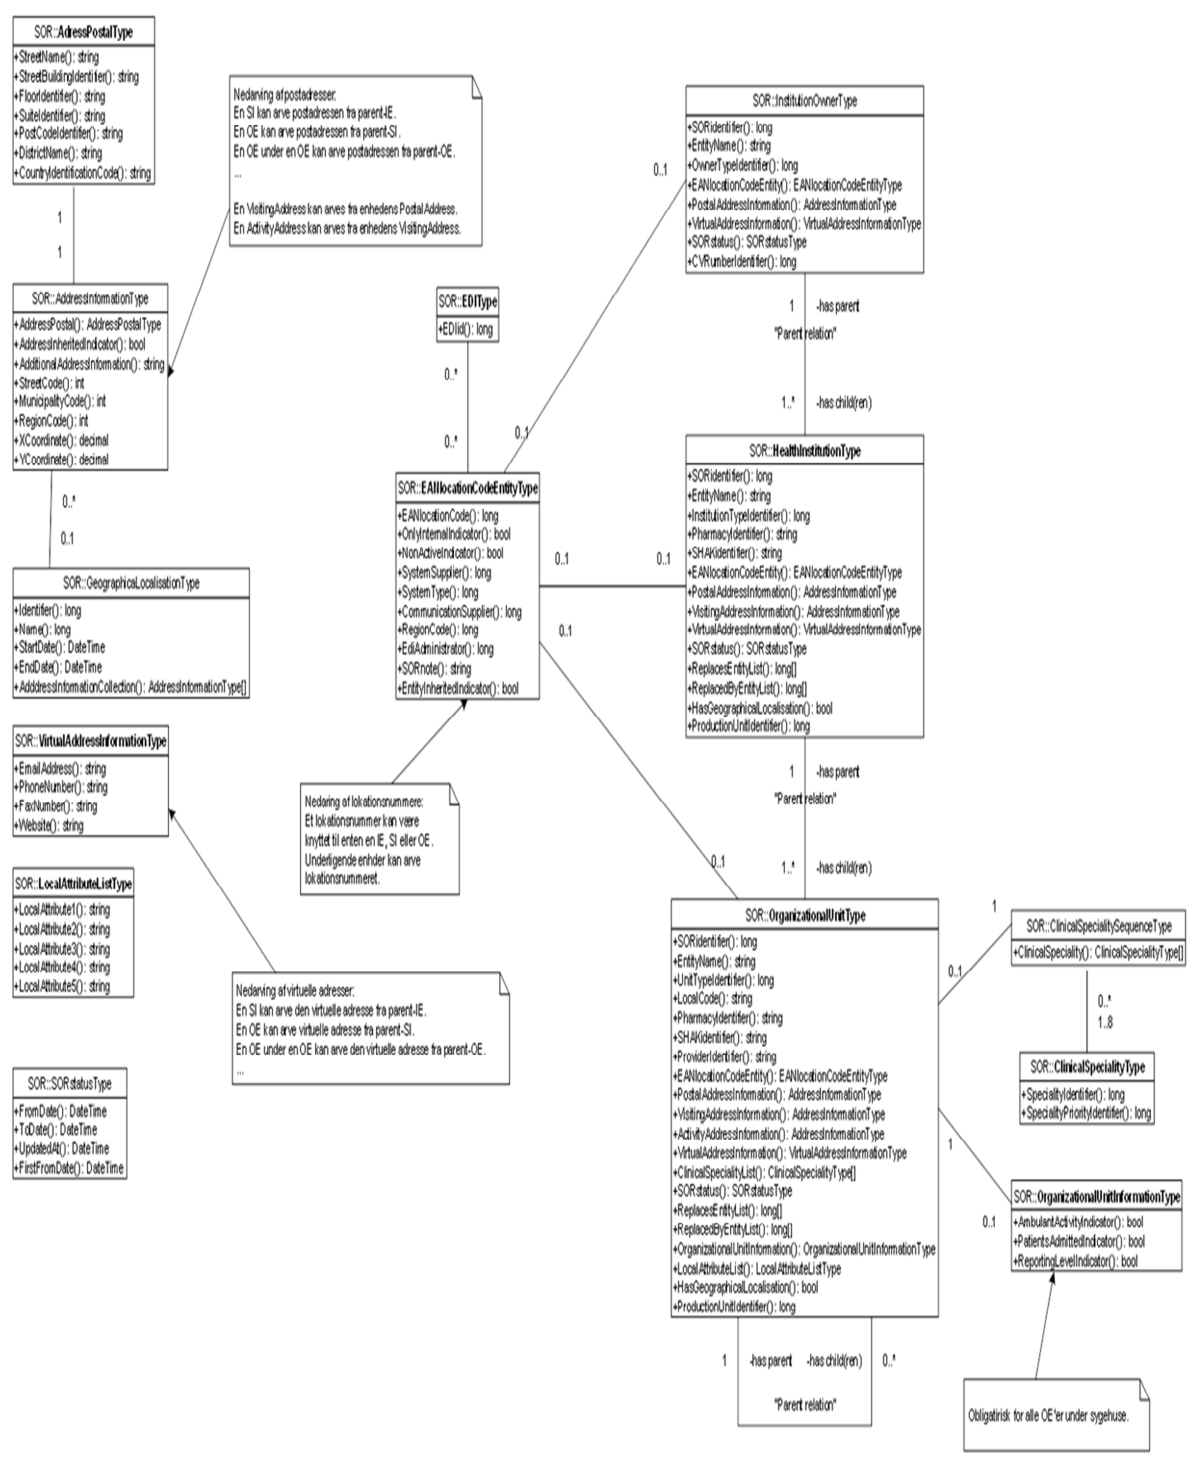 SOR::AdressPostalType
+StreetName(): string
+StreetBuildingIdentifier(): string
+FloorIdentifier(): string
+SuiteIdentifier(): string
+PostCodeIdentifier(): string
+DistrictName(): string
+CountryIdentificationCode(): string
1
1
SOR::AddressInformationType
+AddressPostal(): AddressPostalType
+AddressInheritedIndicator(): bool
+AdditionalAddressInformation(): string
+StreetCode(): int
+MunicipalityCode(): int
+RegionCode(): int
+XCoordinate(): decimal
+YCoordinate(): decimal
0..*
0..1
SOR::GeographicalLocalisationType
+Identifier(): long
+Name(): long
+StartDate(): DateTime
+EndDate(): DateTime
+AdddressInformationCollection(): AddressInformationType[]
SOR::VirtualAddressInformationType
+EmailAddress(): string
+PhoneNumber(): string
+FaxNumber(): string
+Website(): string
SOR::LocalAttributeListType
+LocalAttribute1(): string
+LocalAttribute2(): string
+LocalAttribute3(): string
+LocalAttribute4(): string
+LocalAttribute5(): string
SOR::SORstatusType
+FromDate(): DateTime
+ToDate(): DateTime
+UpdatedAt(): DateTime
+FirstFromDate(): DateTime
Nedarving af postadresser:
En SI kan arve postadressen fra parent-IE.
En OE kan arve postadressen fra parent-SI.
En OE under en OE kan arve postadressen fra parent-OE.
...
En VisitingAddress kan arves fra enhedens PostalAddress.
En ActivityAddress kan arves fra enhedens VisitingAddress.
SOR::EDIType
+EDIid(): long
0..*
0..*
SOR::EANlocationCodeEntityType
+EANlocationCode(): long
+OnlyInternalIndicator(): bool
+NonActiveIndicator(): bool
+SystemSupplier(): long
+SystemType(): long
+CommunicationSupplier(): long
+RegionCode(): long
+EdiAdministrator(): long
+SORnote(): string
+EntityInheritedIndicator(): bool
Nedaring af lokationsnummere:
Et lokationsnummer kan være
knyttet til enten en IE, SI eller OE.
Underligende enhder kan arve
lokationsnummeret.
Nedarving af virtuelle adresser:
En SI kan arve den virtuelle adresse fra parent-IE.
En OE kan arve virtuelle adresse fra parent-SI.
En OE under en OE kan arve den virtuelle adresse fra parent-OE.
...
0..1
0..1
0..1
0..1
0..1
0..1
SOR::InstitutionOwnerType
+SORidentifier(): long
+EntityName(): string
+OwnerTypeIdentifier(): long
+EANlocationCodeEntity(): EANlocationCodeEntityType
+PostalAddressInformation(): AddressInformationType
+VirtualAddressInformation(): VirtualAddressInformationType
+SORstatus(): SORstatusType
+CVRumberIdentifier(): long
1 -has parent
"Parent relation"
1..* -has child(ren)
SOR::HealthInstitutionType
+SORidentifier(): long
+EntityName(): string
+InstitutionTypeIdentifier(): long
+PharmacyIdentifier(): string
+SHAKidentifier(): string
+EANlocationCodeEntity(): EANlocationCodeEntityType
+PostalAddressInformation(): AddressInformationType
+VisitingAddressInformation(): AddressInformationType
+VirtualAddressInformation(): VirtualAddressInformationType
+SORstatus(): SORstatusType
+ReplacesEntityList(): long[]
+ReplacedByEntityList(): long[]
+HasGeographicalLocalisation(): bool
+ProductionUnitIdentifier(): long
1 -has parent
"Parent relation"
1..* -has child(ren)
SOR::OrganizationalUnitType
+SORidentifier(): long
+EntityName(): string
+UnitTypeIdentifier(): long
+LocalCode(): string
+PharmacyIdentifier(): string
+SHAKidentifier(): string
+ProviderIdentifier(): string
+EANlocationCodeEntity(): EANlocationCodeEntityType
+PostalAddressInformation(): AddressInformationType
+VisitingAddressInformation(): AddressInformationType
+ActivityAddressInformation(): AddressInformationType
+VirtualAddressInformation(): VirtualAddressInformationType
+ClinicalSpecialityList(): ClinicalSpecialityType[]
+SORstatus(): SORstatusType
+ReplacesEntityList(): long[]
+ReplacedByEntityList(): long[]
+OrganizationalUnitInformation(): OrganizationalUnitInformationType
+LocalAttributeList(): LocalAttributeListType
+HasGeographicalLocalisation(): bool
+ProductionUnitIdentifier(): long
1 -has parent -has child(ren) 0..*
"Parent relation"
1
0..1
SOR::ClinicalSpecialitySequenceType
+ClinicalSpeciality(): ClinicalSpecialityType[]
0..*
1..8
SOR::ClinicalSpecialityType
+SpecialityIdentifier(): long
+SpecialityPriorityIdentifier(): long
1
0..1
SOR::OrganizationalUnitInformationType
+AmbulantActivityIndicator(): bool
+PatientsAdmittedIndicator(): bool
+ReportingLevelIndicator(): bool
Obligatirisk for alle OE'er under sygehuse.